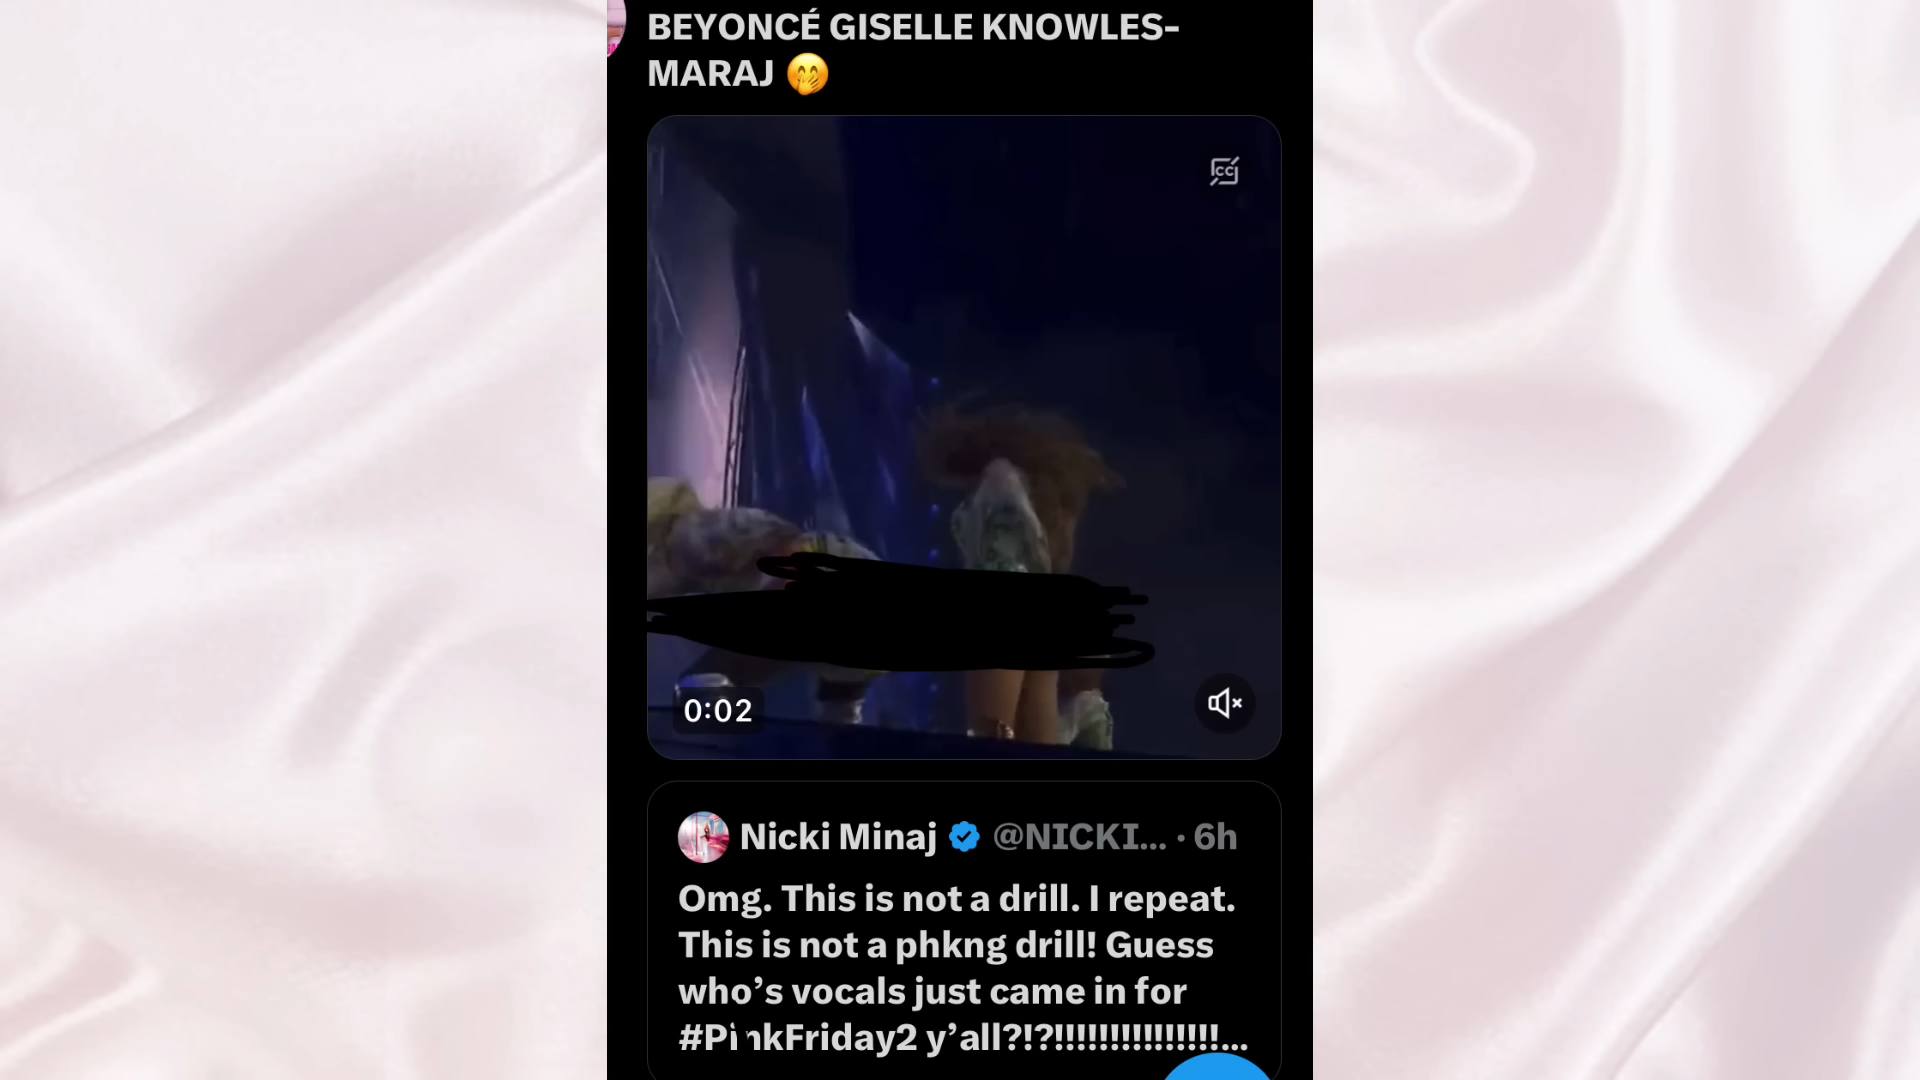 BEYONCÉ GISELLE KNOWLES-
MARAJ 🤭
CC
0:02
Nicki Minaj @NICKI... · 6h
Omg. This is not a drill. I repeat.
This is not a phkng drill! Guess
who’s vocals just came in for
#PinkFriday2 y’all?!?!!!!!!!!!!!!!!!...